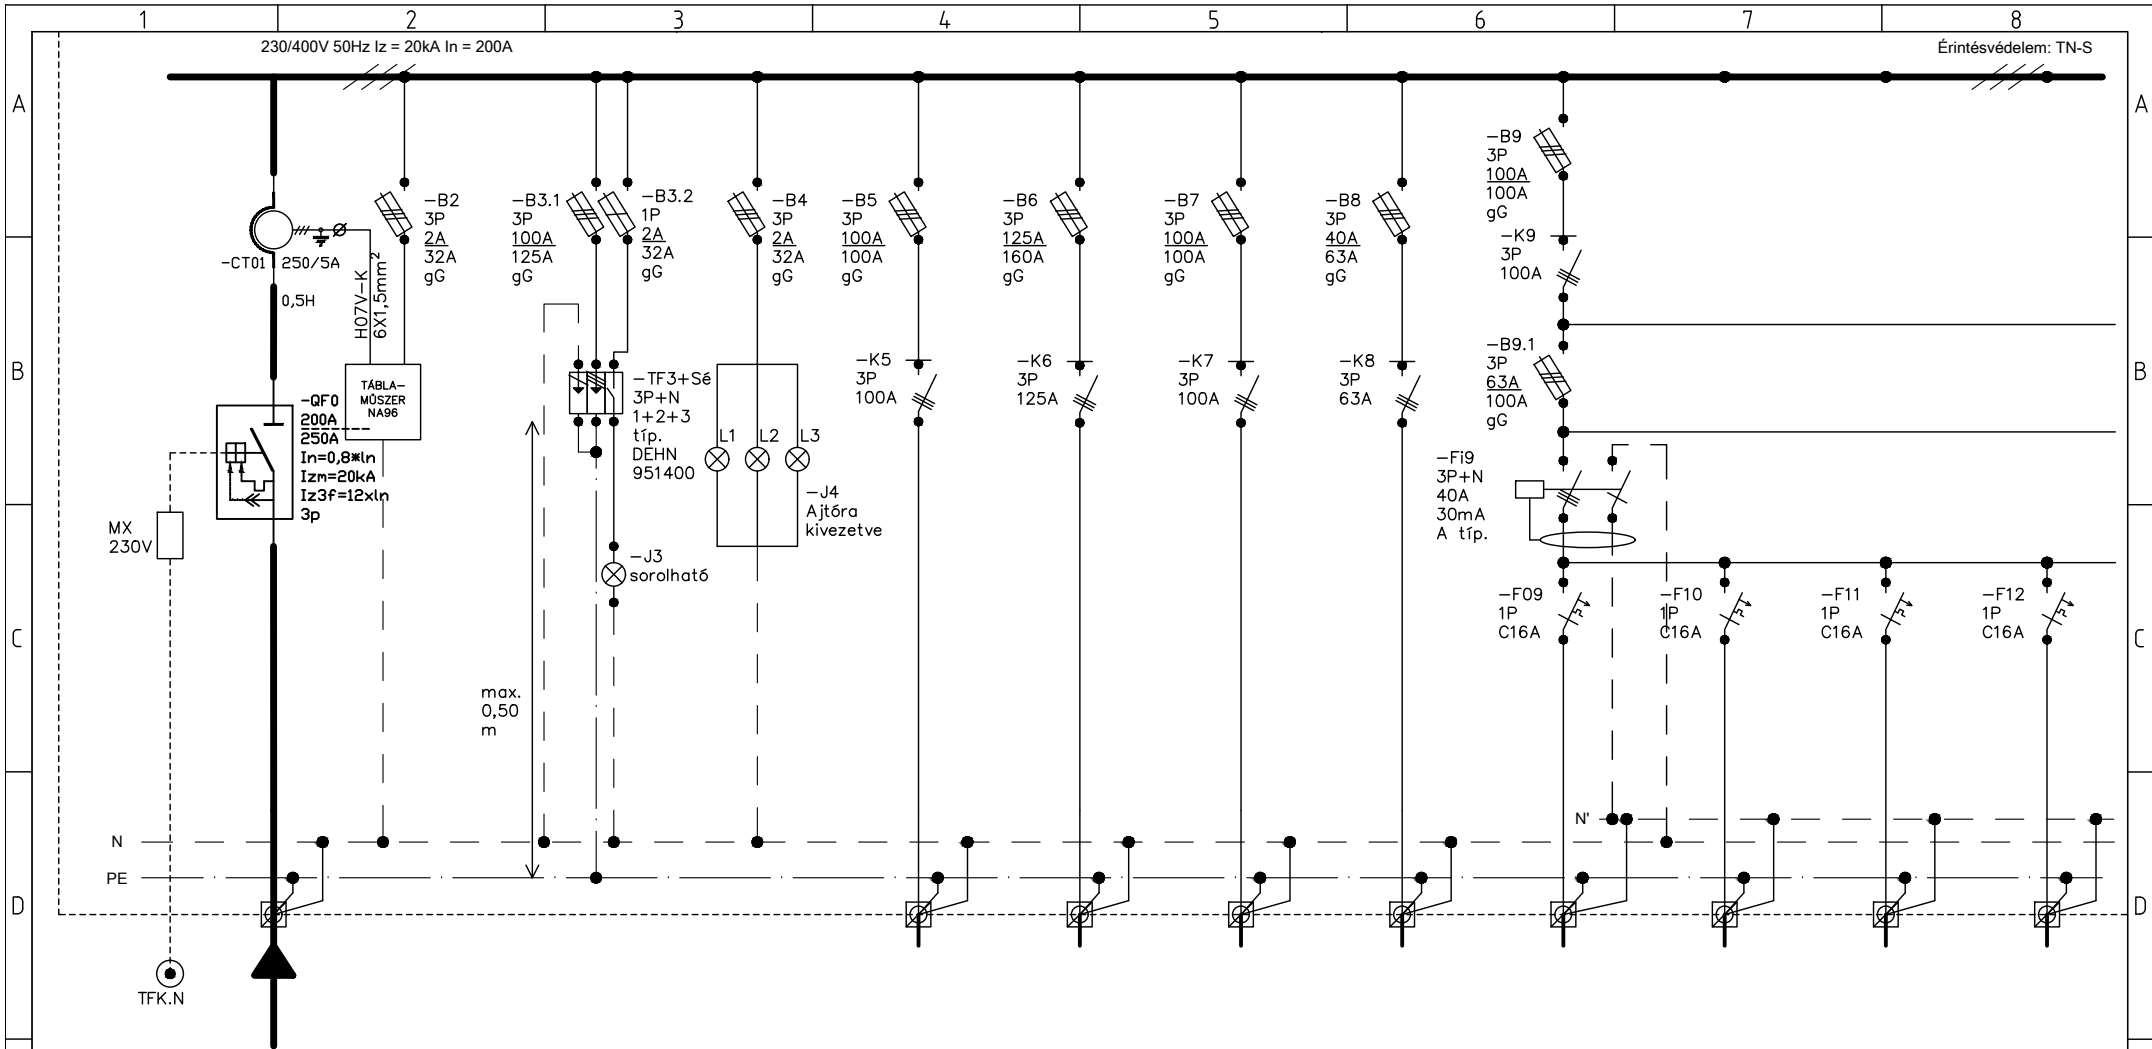 1 2 3 4 5 6 7 8
230/400V 50Hz Iz = 20kA In = 200A
Érintésvédelem: TN-S
A
A
-B2
3P
2A
32A
gG
-B3.1
3P
100A
125A
gG
-B3.2
1P
2A
32A
gG
-B4
3P
2A
32A
gG
-B5
3P
100A
100A
gG
-B6
3P
125A
160A
gG
-B7
3P
100A
100A
gG
-B8
3P
40A
63A
gG
-B9
3P
100A
100A
gG
-K9
3P
100A
-CT01 250/5A
0,5H
H07V-K
6X1,5mm²
B
B
TÁBLA-
MŰSZER
NA96
-QF0
200A
250A
In=0,8*In
Izm=20kA
Iz3f=12xIn
3p
-TF3+Sé
3P+N
1+2+3
típ.
DEHN
951400
L1
L2
L3
-J4
Ajtóra
kivezetve
-K5
3P
100A
-K6
3P
125A
-K7
3P
100A
-K8
3P
63A
-B9.1
3P
63A
100A
gG
-Fi9
3P+N
40A
30mA
A típ.
MX
230V
-J3
sorolható
C
C
-F09
1P
C16A
-F10
1P
C16A
-F11
1P
C16A
-F12
1P
C16A
max.
0,50
m
N'
N
PE
D
D
TFK.N